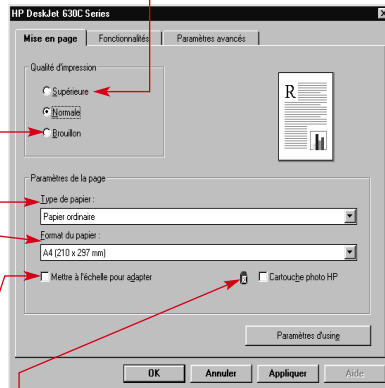 HP DeskJet 630C Series
Mise en page Fonctionnalités Paramètres avancés
Qualité d'impression
Supérieure
Normale
Brouillon
R
Paramètres de la page
Type de papier :
Papier ordinaire
Format du papier :
A4 (210 x 297 mm)
Mettre à l'échelle pour adapter
Cartouche photo HP
Paramètres d'using
OK Annuler Appliquer Aide